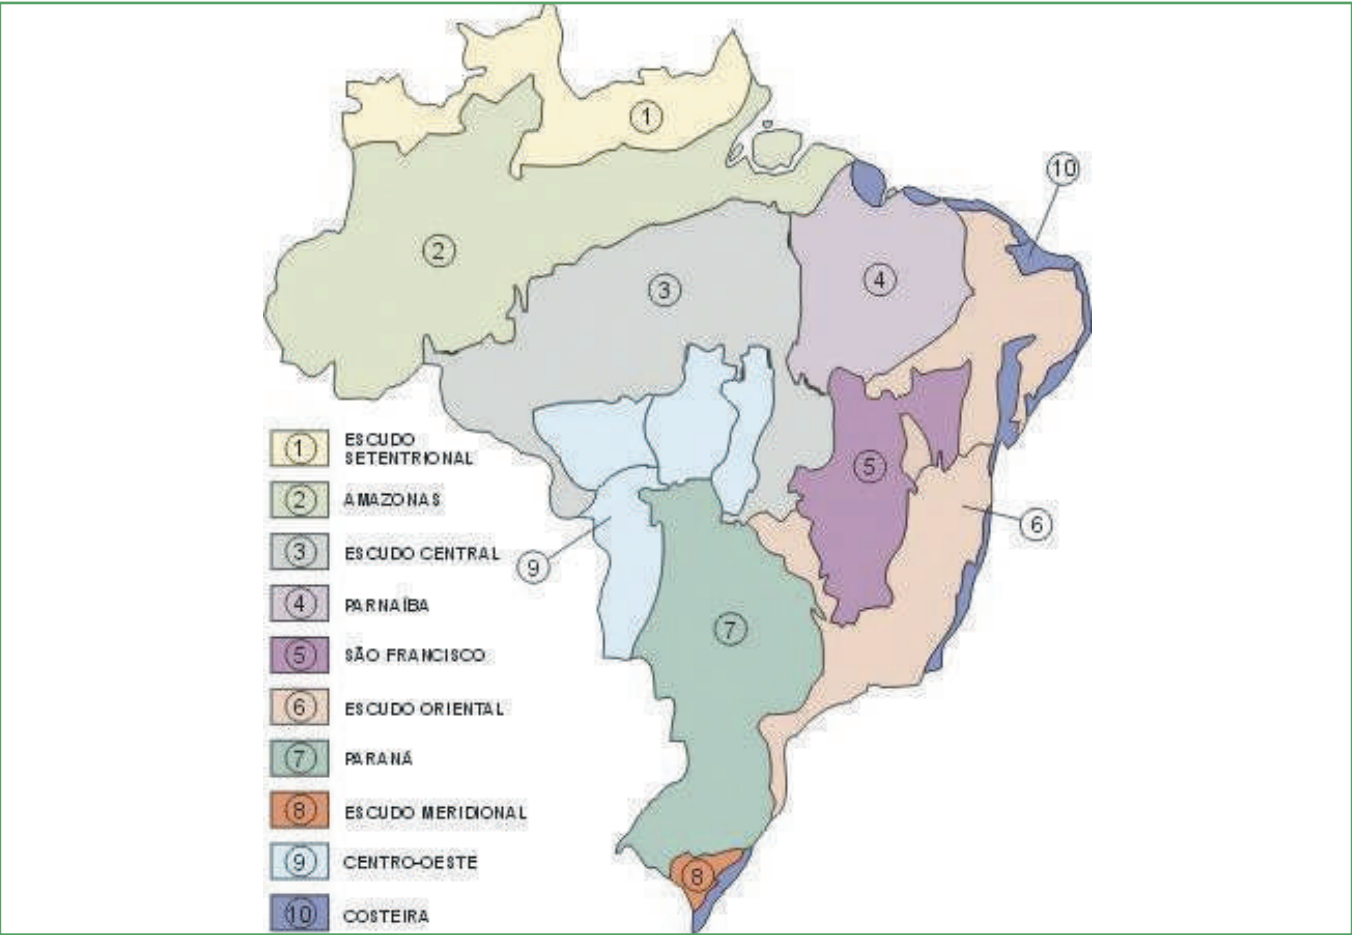 1
10
2
3
4
5
6
9
7
8
1 ESCUDO
SETENTRIONAL
2 AMAZONAS
3 ESCUDO CENTRAL
4 PARNAÍBA
5 SÃO FRANCISCO
6 ESCUDO ORIENTAL
7 PARANÁ
8 ESCUDO MERIDIONAL
9 CENTRO-OESTE
10 COSTEIRA